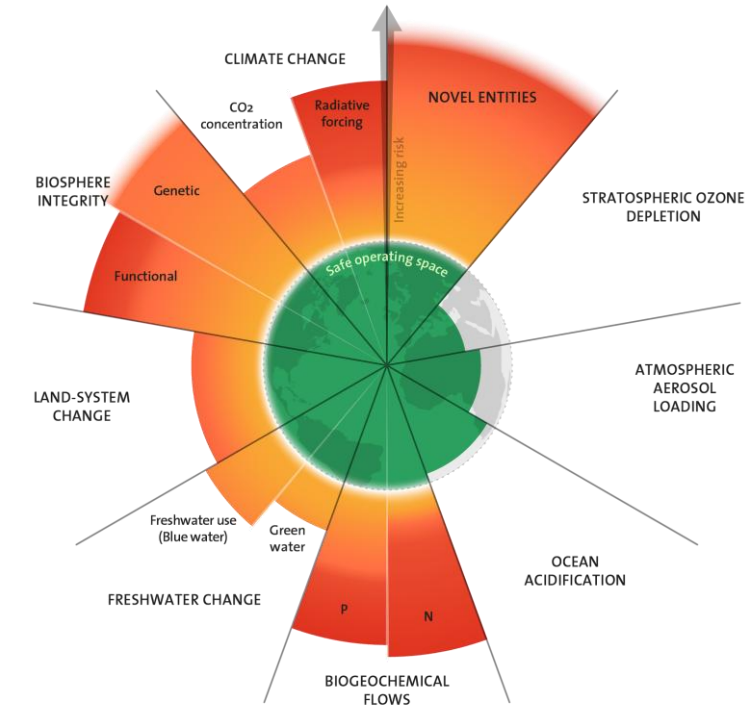 CLIMATE CHANGE
CO2
concentration
Radiative
forcing
NOVEL ENTITIES
Increasing risk
BIOSPHERE
INTEGRITY
Genetic
Functional
STRATOSPHERIC OZONE
DEPLETION
Safe operating space
LAND-SYSTEM
CHANGE
ATMOSPHERIC
AEROSOL
LOADING
Freshwater use
(Blue water)
Green
water
FRESHWATER CHANGE
OCEAN
ACIDIFICATION
P
N
BIOGEOCHEMICAL
FLOWS